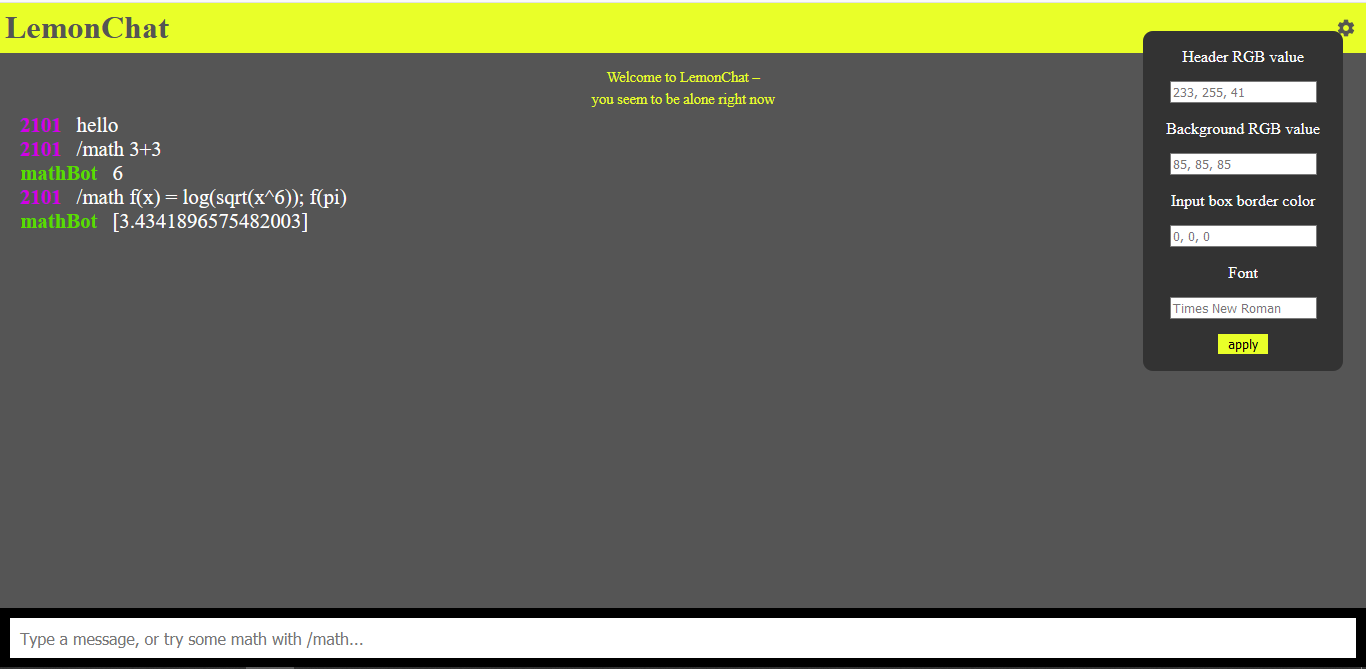 LemonChat
Welcome to LemonChat –
you seem to be alone right now
2101 hello
2101 /math 3+3
mathBot 6
2101 /math f(x) = log(sqrt(x^6)); f(pi)
mathBot [3.4341896575482003]
Header RGB value
233, 255, 41
Background RGB value
85, 85, 85
Input box border color
0, 0, 0
Font
Times New Roman
apply
Type a message, or try some math with /math...